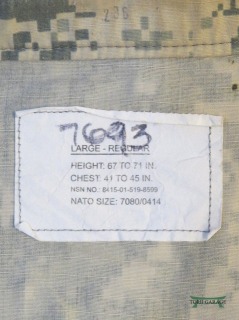 7693
LARGE - REGULAR
HEIGHT: 67 TO 71 IN.
CHEST: 41 TO 45 IN.
NSN NO.: 8415-01-519-8599
NATO SIZE: 7080/0414